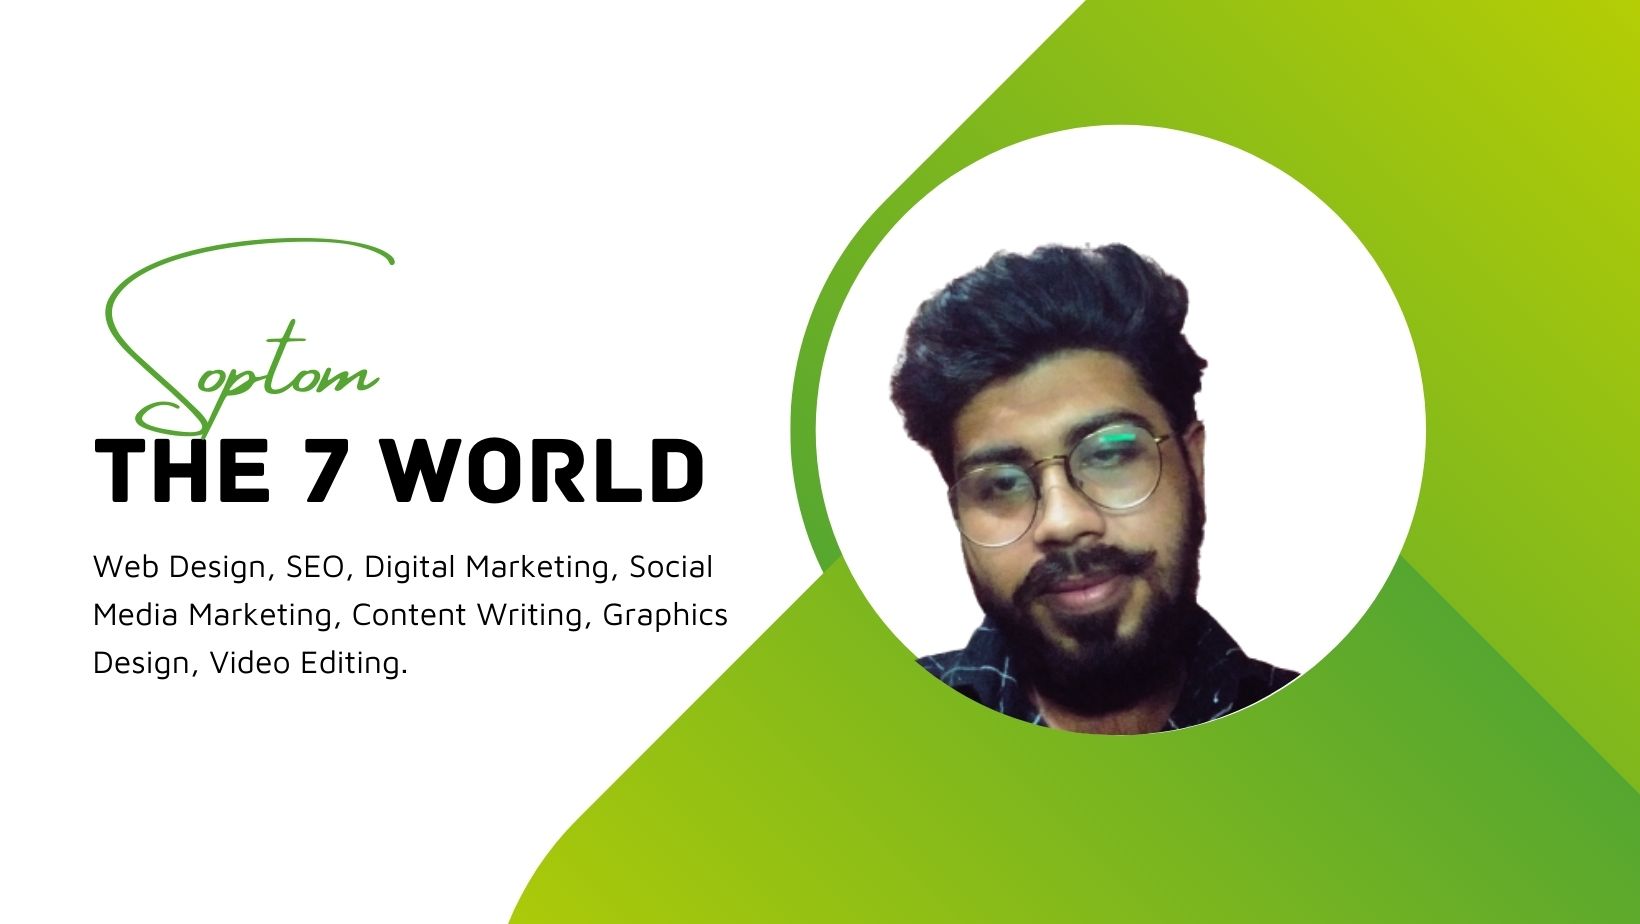 Soptom
THE 7 WORLD
Web Design, SEO, Digital Marketing, Social
Media Marketing, Content Writing, Graphics
Design, Video Editing.